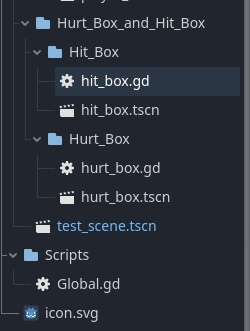 Hurt_Box_and_Hit_Box
Hit_Box
hit_box.gd
hit_box.tscn
Hurt_Box
hurt_box.gd
hurt_box.tscn
test_scene.tscn
Scripts
Global.gd
icon.svg